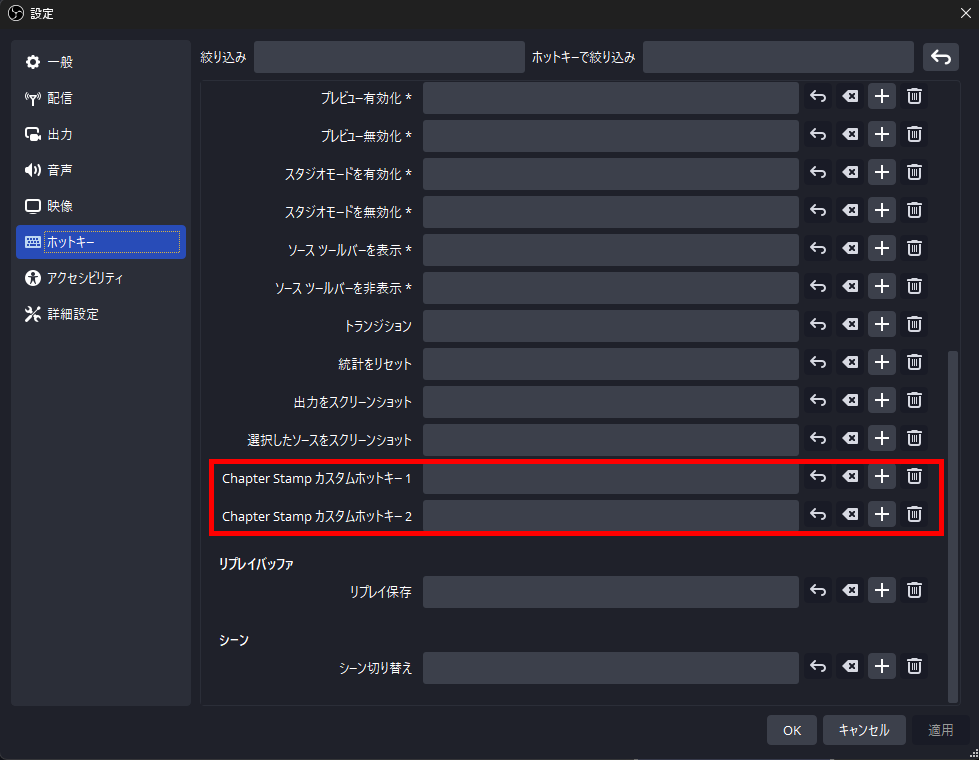 設定
一般
配信
出力
音声
映像
ホットキー
アクセシビリティ
詳細設定
絞り込み ホットキーで絞り込み
プレビュー有効化 *
プレビュー無効化 *
スタジオモードを有効化 *
スタジオモードを無効化 *
ソース ツールバーを表示 *
ソース ツールバーを非表示 *
トランジション
統計をリセット
出力をスクリーンショット
選択したソースをスクリーンショット
Chapter Stamp カスタムホットキー 1
Chapter Stamp カスタムホットキー 2
リプレイバッファ
リプレイ保存
シーン
シーン切り替え
OK キャンセル 適用